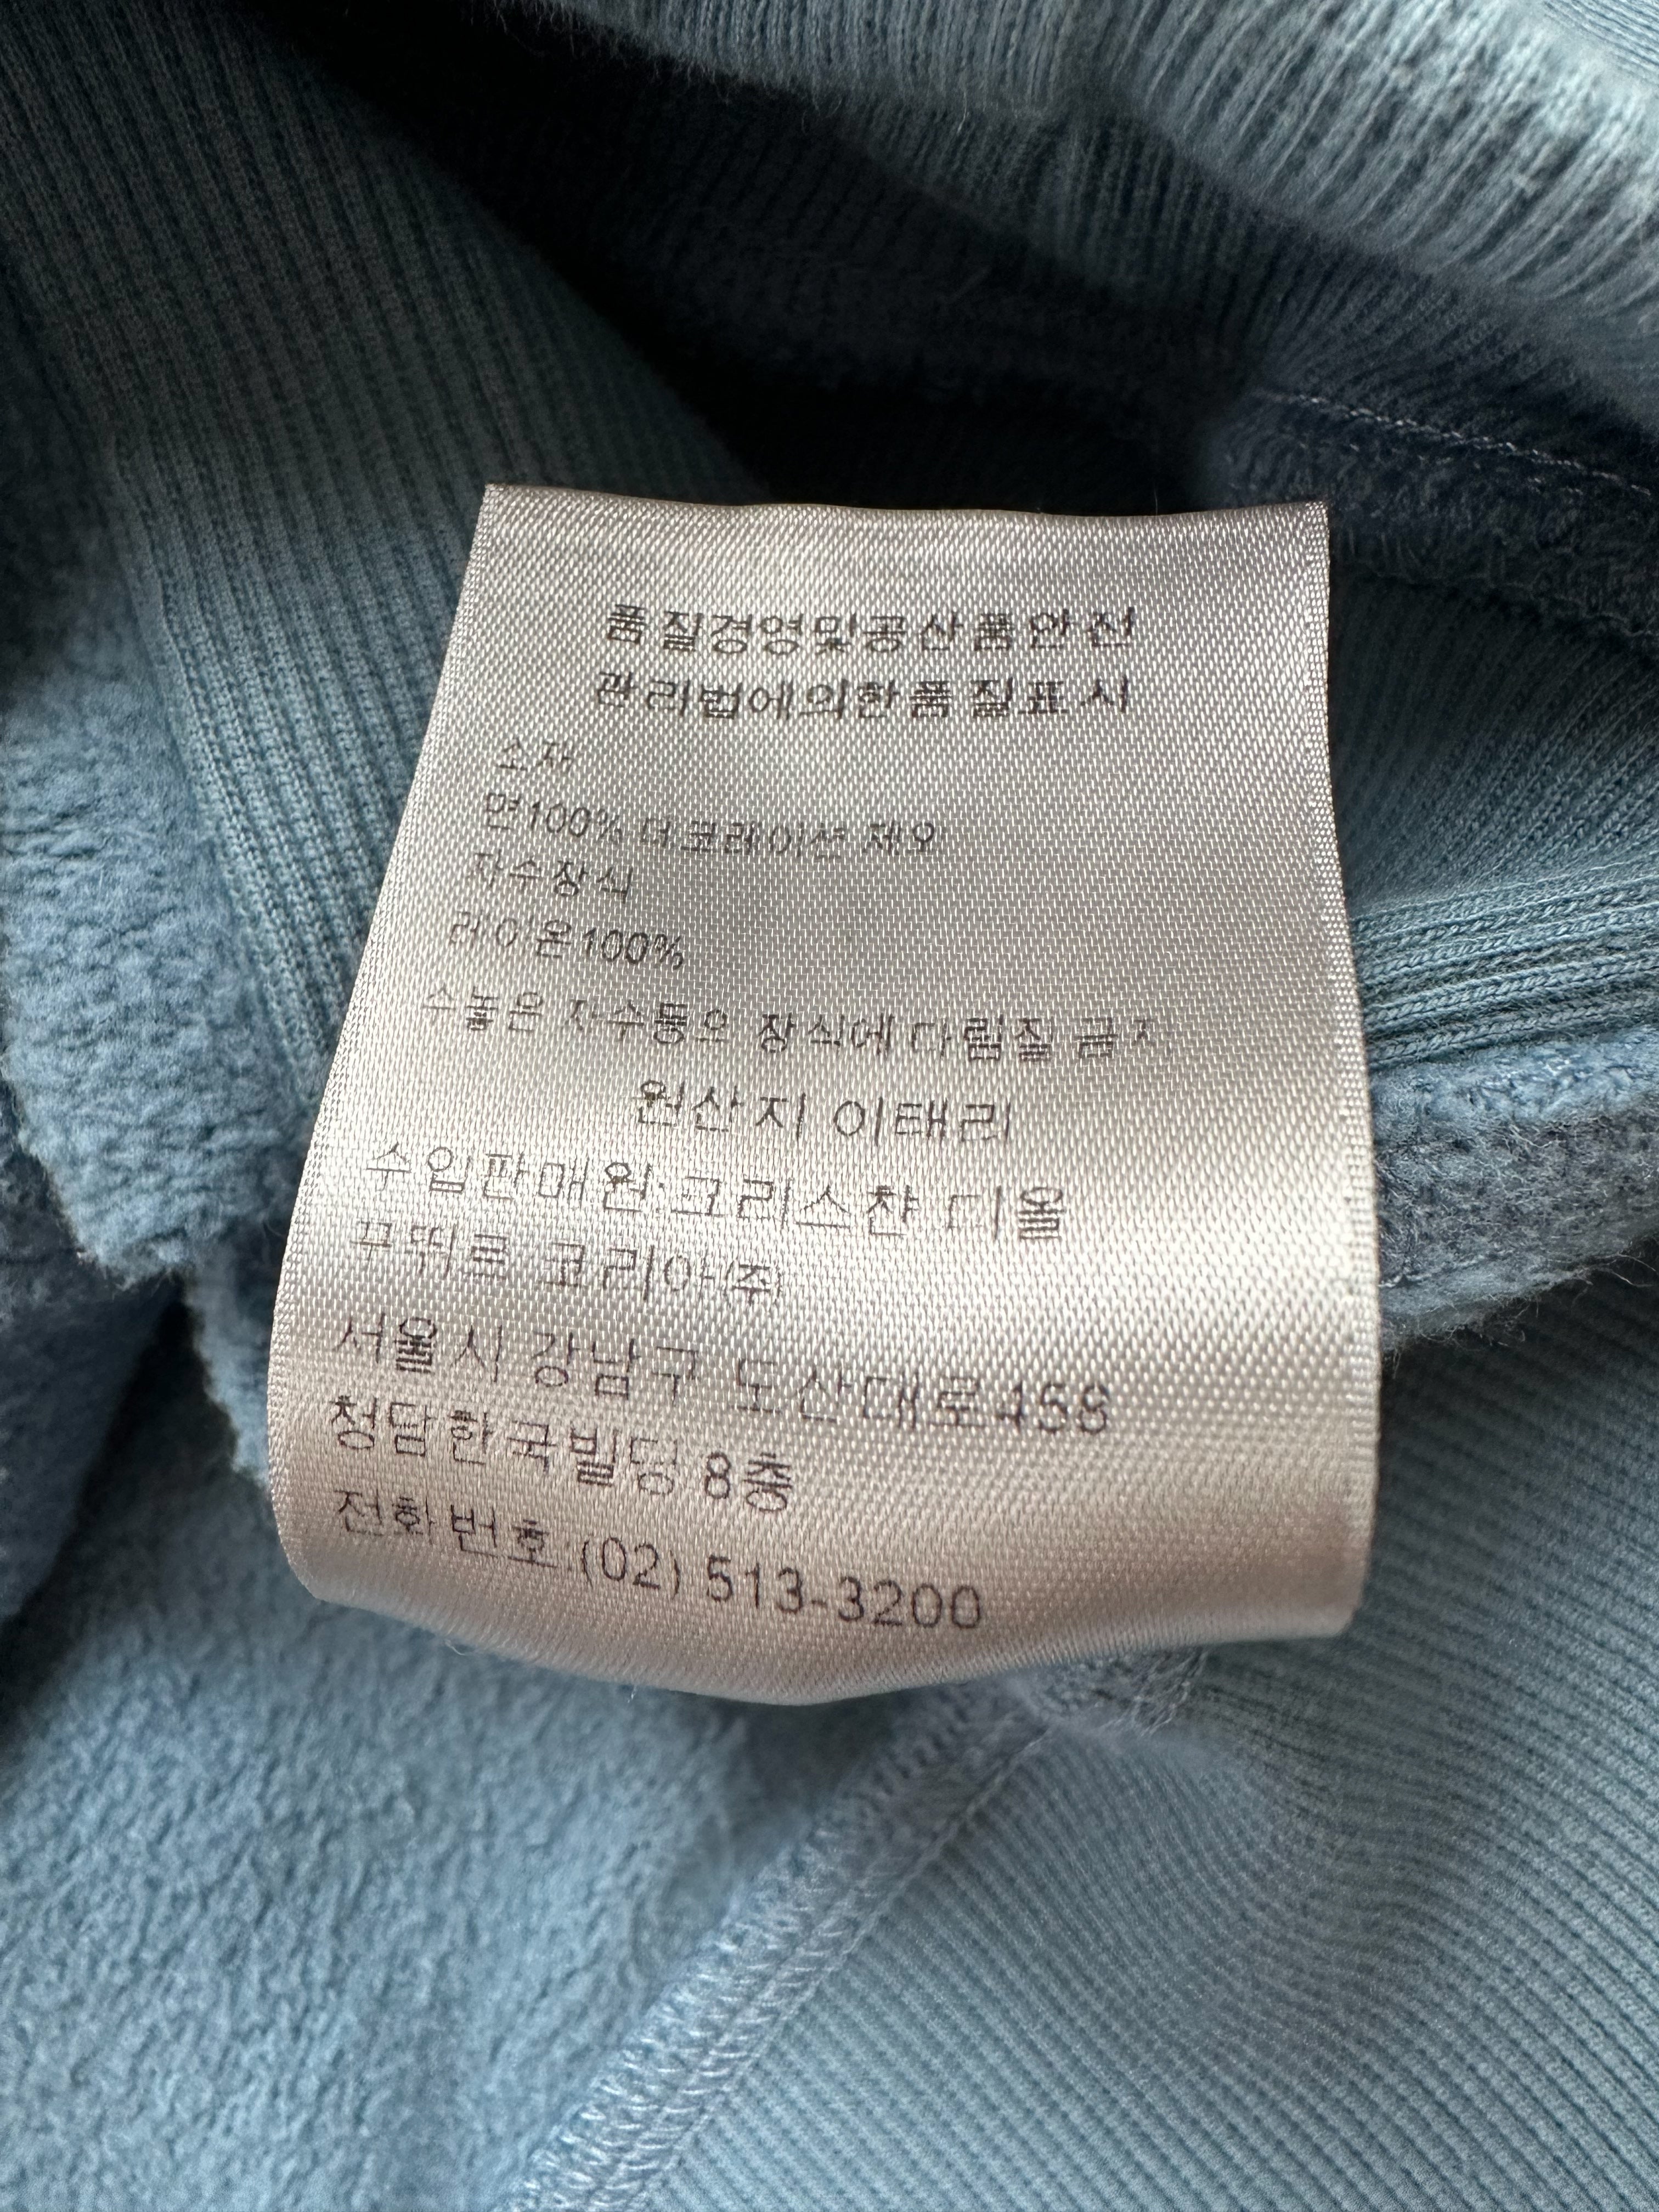 품질경영및공산품안전
관리법에의한품질표시
소재
면100% 데코레이션 제외
자수장식
레이온100%
수놓은 자수등의 장식에 다림질 금지
원산지 이태리
수입판매원:크리스챤 디올
꾸뛰르 코리아(주)
서울시 강남구 도산대로458
청담한국빌딩 8층
전화번호:(02) 513-3200